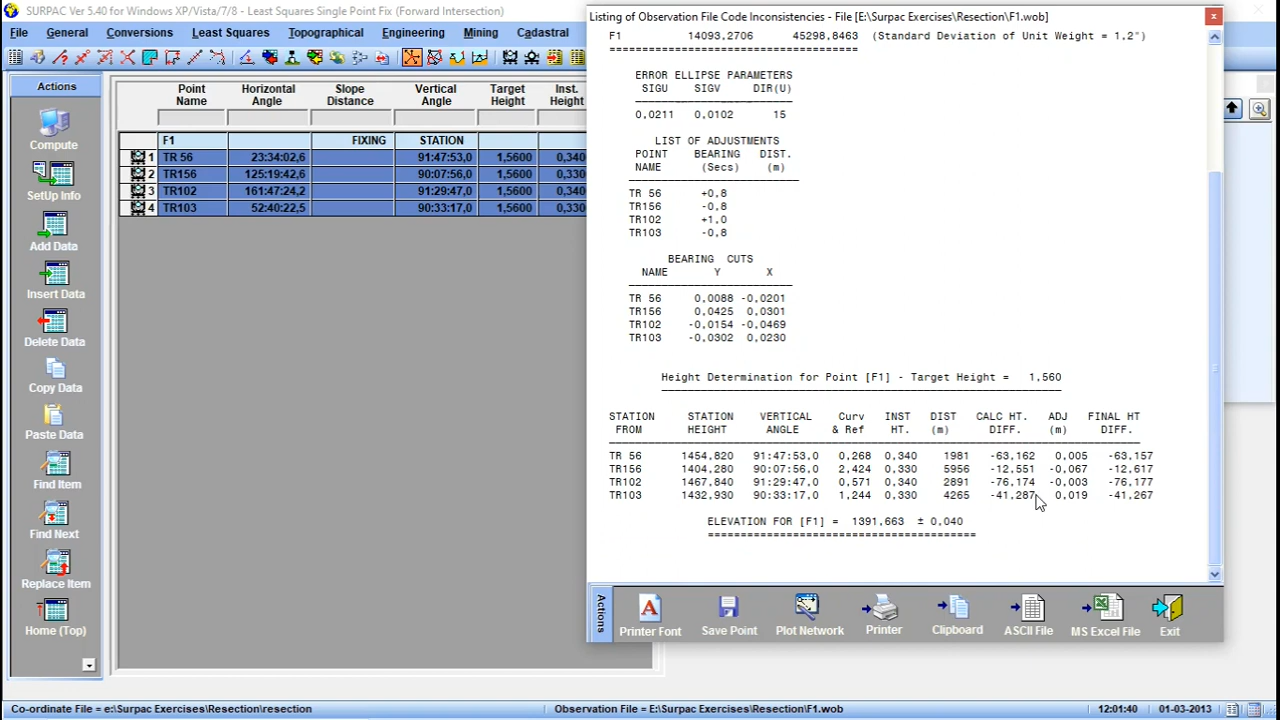 SURPAC Ver 5.40 for Windows XP/Vista/7/8 - Least Squares Single Point Fix (Forward Intersection)
File General Conversions Least Squares Topographical Engineering Mining Cadastral
Actions
Compute
SetUp Info
Add Data
Insert Data
Delete Data
Copy Data
Paste Data
Find Item
Find Next
Replace Item
Home (Top)
Point Name Horizontal Angle Slope Distance Vertical Angle Target Height Inst. Height
F1 FIXING STATION
1 TR 56 23:34:02,6 91:47:53,0 1,5600 0,340
2 TR156 125:19:42,6 90:07:56,0 1,5600 0,330
3 TR102 161:47:24,2 91:29:47,0 1,5600 0,340
4 TR103 52:40:22,5 90:33:17,0 1,5600 0,330
Listing of Observation File Code Inconsistencies - File [E:\Surpac Exercises\Resection\F1.wob]
F1 14093,2706 45298,8463 (Standard Deviation of Unit Weight = 1.2")
ERROR ELLIPSE PARAMETERS
SIGU SIGV DIR(U)
0,0211 0,0102 15
LIST OF ADJUSTMENTS
POINT BEARING DIST.
NAME (Secs) (m)
TR 56 +0,8
TR156 -0,8
TR102 +1,0
TR103 -0,8
BEARING CUTS
NAME Y X
TR 56 0,0088 -0,0201
TR156 0,0425 0,0301
TR102 -0,0154 -0,0469
TR103 -0,0302 0,0230
Height Determination for Point [F1] - Target Height = 1,560
STATION STATION VERTICAL Curv INST DIST CALC HT. ADJ FINAL HT
FROM HEIGHT ANGLE & Ref HT. (m) DIFF. (m) DIFF.
TR 56 1454,820 91:47:53,0 0,268 0,340 1981 -63,162 0,005 -63,157
TR156 1404,280 90:07:56,0 2,424 0,330 5956 -12,551 -0,067 -12,617
TR102 1467,840 91:29:47,0 0,571 0,340 2891 -76,174 -0,003 -76,177
TR103 1432,930 90:33:17,0 1,244 0,330 4265 -41,287 0,019 -41,267
ELEVATION FOR [F1] = 1391,663 ± 0,040
Actions
Printer Font Save Point Plot Network Printer Clipboard ASCII File MS Excel File Exit
Co-ordinate File = e:\Surpac Exercises\Resection\resection Observation File = E:\Surpac Exercises\Resection\F1.wob 12:01:40 01-03-2013